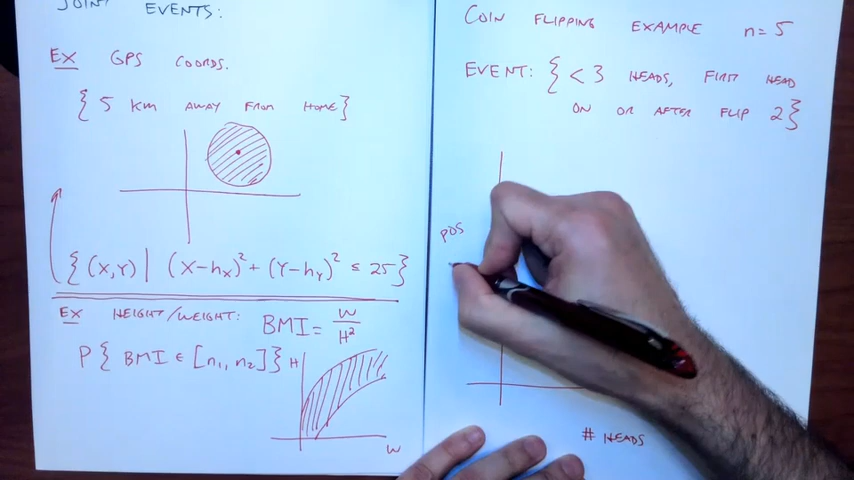 JOINT EVENTS:
EX GPS COORDS.
{ 5 KM AWAY FROM HOME}
{(X,Y) | (X-hx)² + (Y-hy)² ≤ 25}
EX HEIGHT/WEIGHT: BMI = W/H²
P{ BMI ∈ [n₁, n₂]}
H
W
COIN FLIPPING EXAMPLE n=5
EVENT: { < 3 HEADS, FIRST HEAD
ON OR AFTER FLIP 2}
POS
# HEADS